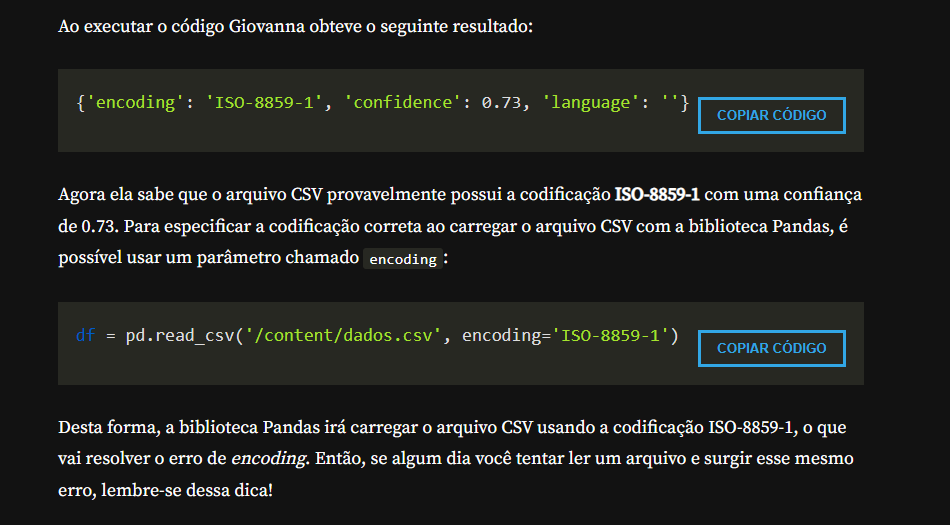 Ao executar o código Giovanna obteve o seguinte resultado:
{'encoding': 'ISO-8859-1', 'confidence': 0.73, 'language': ''}
COPIAR CÓDIGO
Agora ela sabe que o arquivo CSV provavelmente possui a codificação ISO-8859-1 com uma confiança
de 0.73. Para especificar a codificação correta ao carregar o arquivo CSV com a biblioteca Pandas, é
possível usar um parâmetro chamado encoding:
df = pd.read_csv('/content/dados.csv', encoding='ISO-8859-1')
COPIAR CÓDIGO
Desta forma, a biblioteca Pandas irá carregar o arquivo CSV usando a codificação ISO-8859-1, o que
vai resolver o erro de encoding. Então, se algum dia você tentar ler um arquivo e surgir esse mesmo
erro, lembre-se dessa dica!